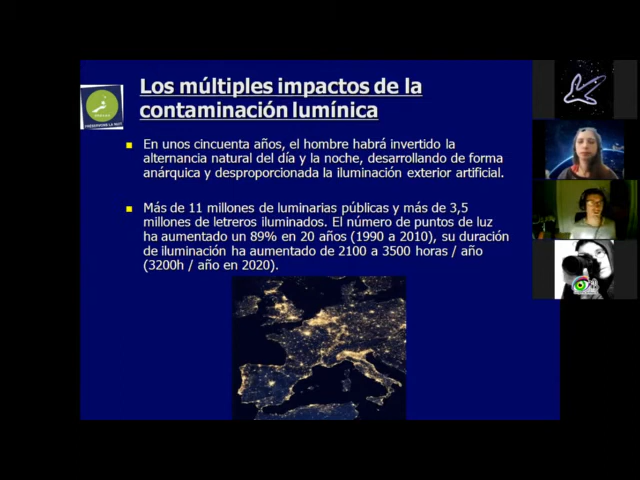 Los múltiples impactos de la
contaminación lumínica
En unos cincuenta años, el hombre habrá invertido la
alternancia natural del día y la noche, desarrollando de forma
anárquica y desproporcionada la iluminación exterior artificial.
Más de 11 millones de luminarias públicas y más de 3,5
millones de letreros iluminados. El número de puntos de luz
ha aumentado un 89% en 20 años (1990 a 2010), su duración
de iluminación ha aumentado de 2100 a 3500 horas / año
(3200h / año en 2020).